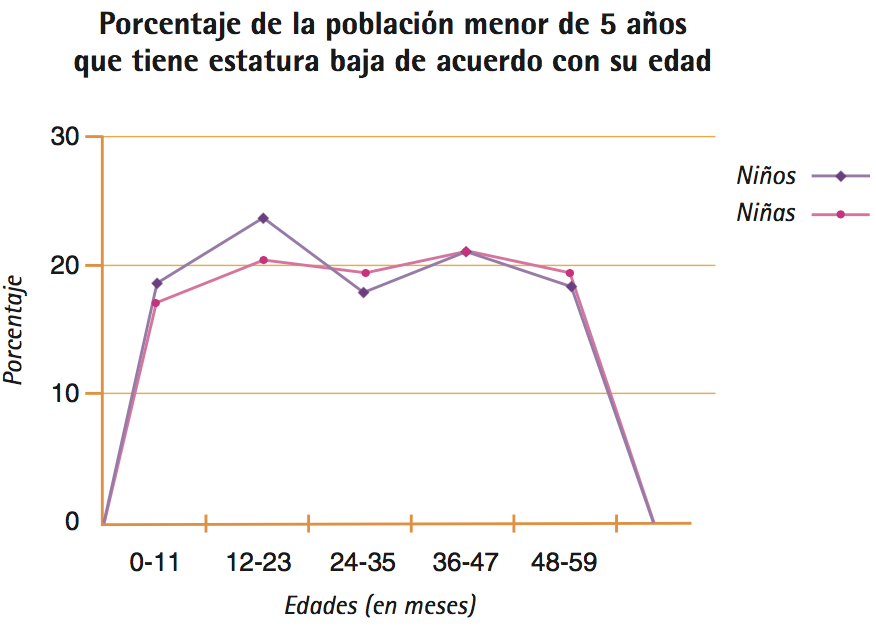 Porcentaje de la población menor de 5 años
que tiene estatura baja de acuerdo con su edad
30
20
10
0
Porcentaje
Niños
Niñas
0-11 12-23 24-35 36-47 48-59
Edades (en meses)